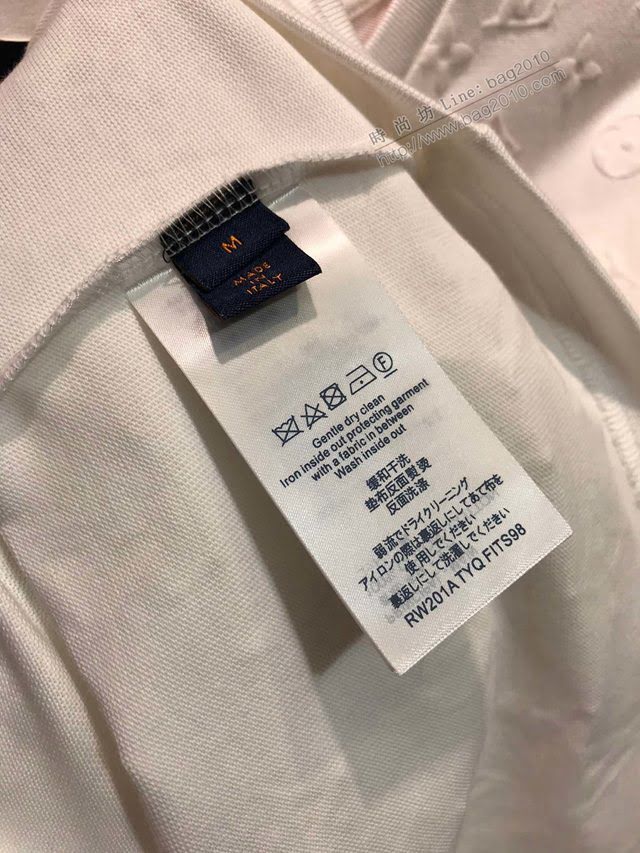 時尚坊 Line: bag2010
http://www.bag2010.com
M
MADE
IN
ITALY
F
Gentle dry clean
Iron inside out protecting garment
with a fabric in between
Wash inside out
缓和干洗
垫布反面熨烫
反面洗涤
弱流でドライクリーニング
アイロンの際は裏返しにしてあて布を
使用してください
裏返しにして洗濯してください
RW201A TYQ FITS98